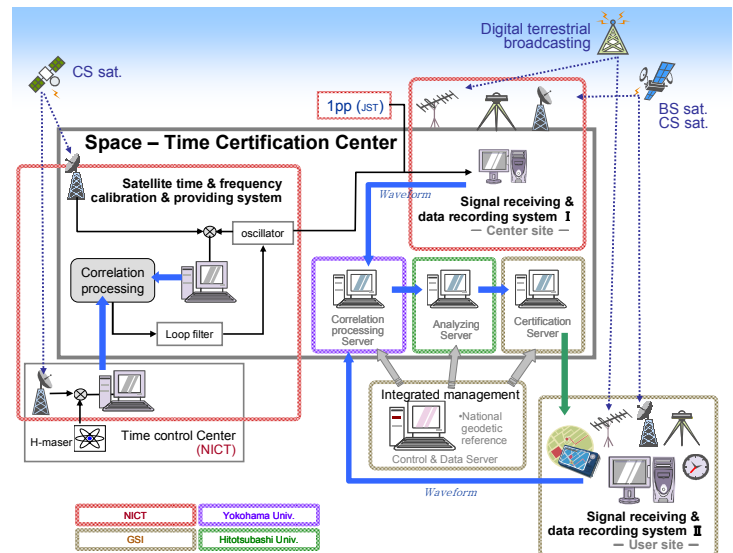 Digital terrestrial
broadcasting
CS sat.
BS sat.
CS sat.
1pp (JST)
Space – Time Certification Center
Satellite time & frequency
calibration & providing system
Waveform
Signal receiving &
data recording system Ⅰ
— Center site —
oscillator
Correlation
processing
Loop filter
Correlation
processing
Server
Analyzing
Server
Certification
Server
Integrated management
•National
geodetic
reference
Control & Data Server
H-maser
Time control Center
(NICT)
Waveform
Signal receiving &
data recording system Ⅱ
— User site —
NICT
Yokohama Univ.
GSI
Hitotsubashi Univ.